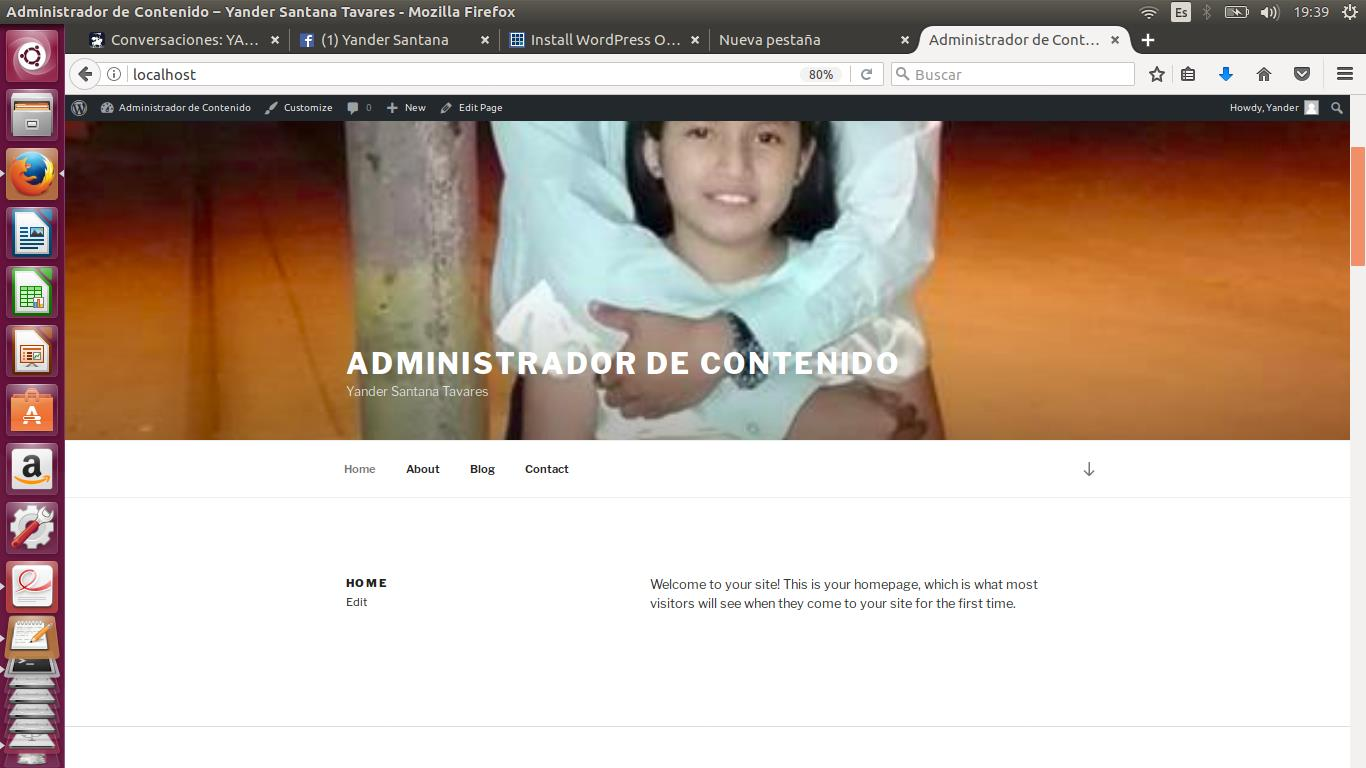 Administrador de Contenido – Yander Santana Tavares - Mozilla Firefox
Es
19:39
Conversaciones: YA...
(1) Yander Santana
Install WordPress O...
Nueva pestaña
Administrador de Cont...
localhost
80%
Buscar
Administrador de Contenido
Customize
0
New
Edit Page
Howdy, Yander
ADMINISTRADOR DE CONTENIDO
Yander Santana Tavares
Home
About
Blog
Contact
HOME
Edit
Welcome to your site! This is your homepage, which is what most
visitors will see when they come to your site for the first time.